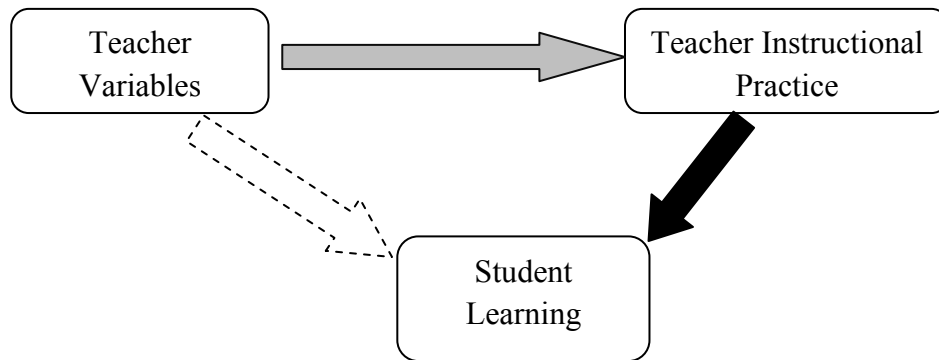 Teacher
Variables
Teacher Instructional
Practice
Student
Learning